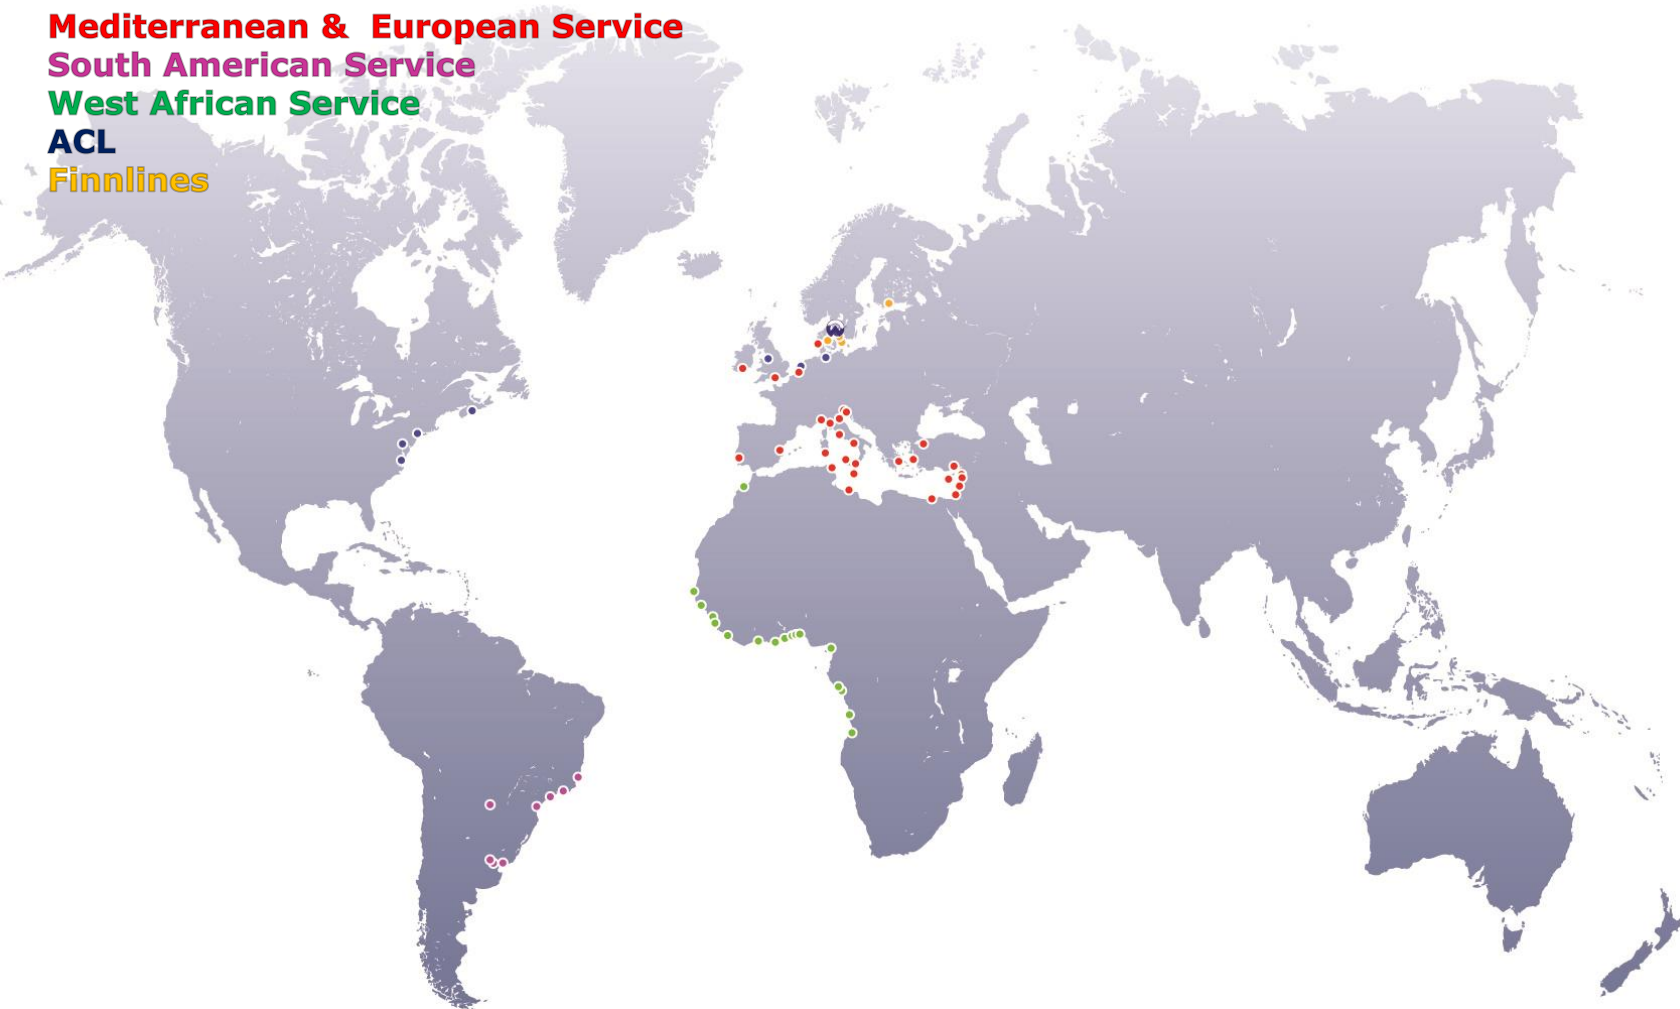 Mediterranean & European Service
South American Service
West African Service
ACL
Finnlines